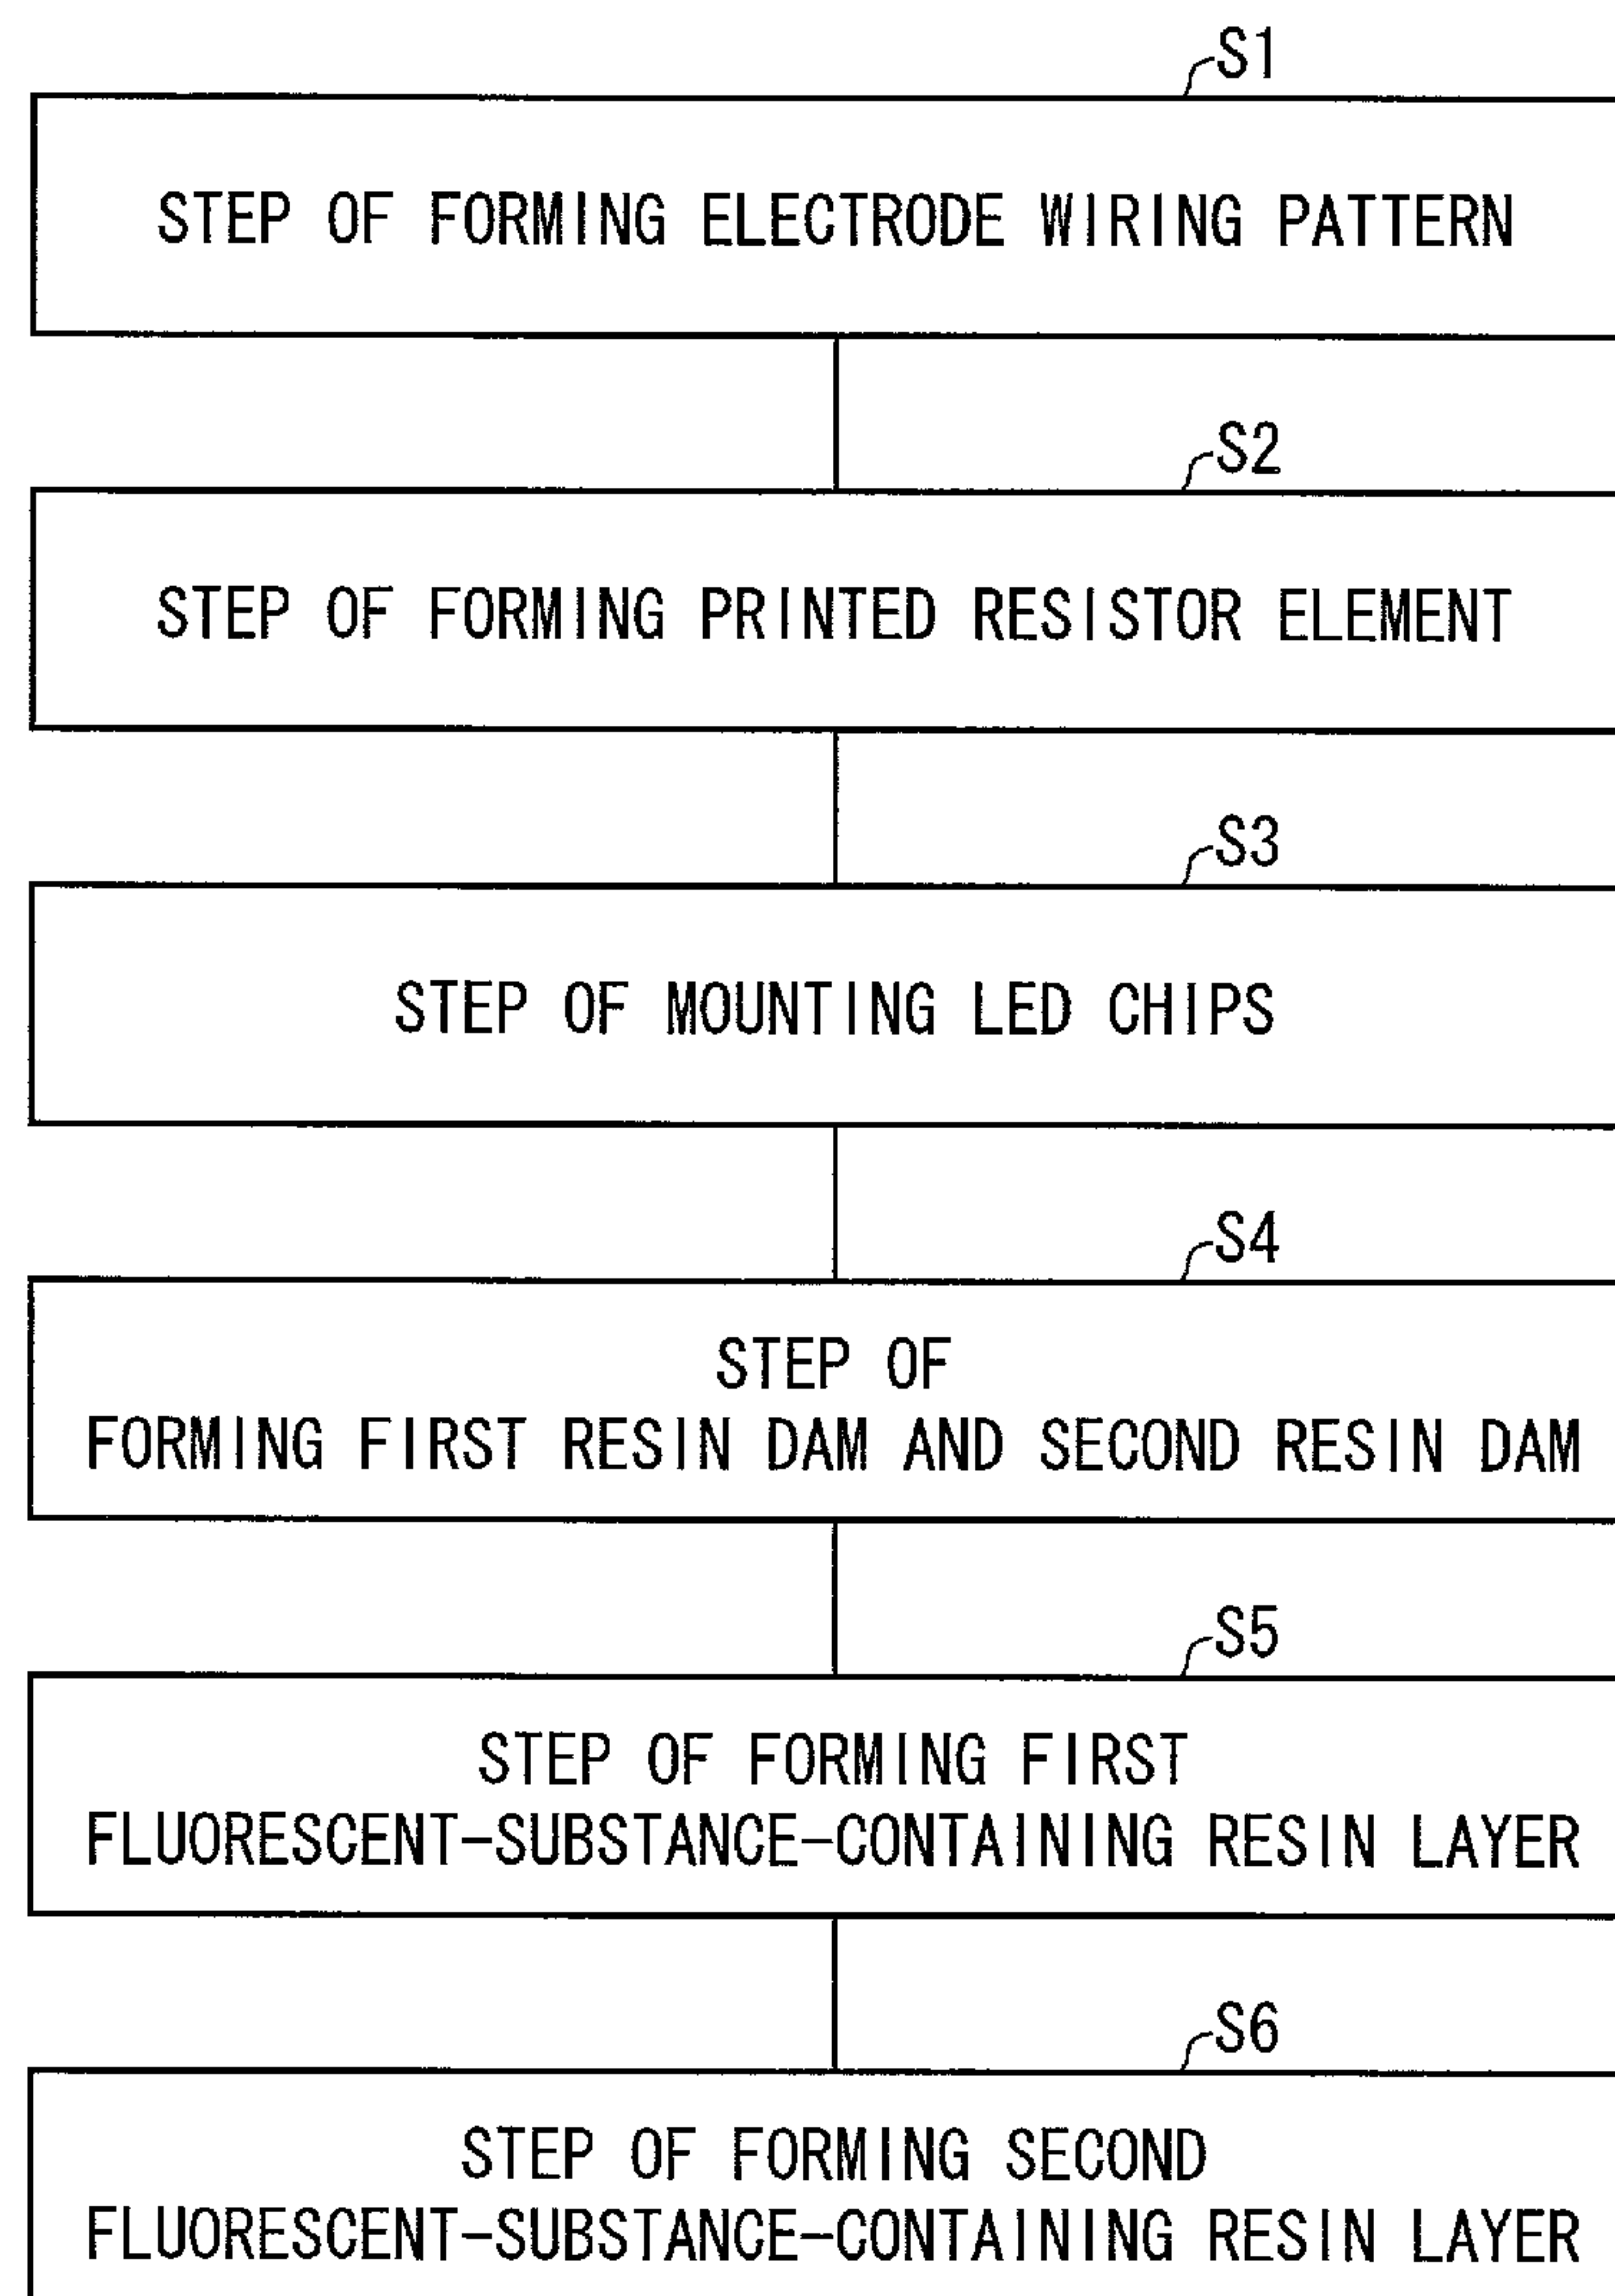 S1
STEP OF FORMING ELECTRODE WIRING PATTERN
S2
STEP OF FORMING PRINTED RESISTOR ELEMENT
S3
STEP OF MOUNTING LED CHIPS
S4
STEP OF
FORMING FIRST RESIN DAM AND SECOND RESIN DAM
S5
STEP OF FORMING FIRST
FLUORESCENT-SUBSTANCE-CONTAINING RESIN LAYER
S6
STEP OF FORMING SECOND
FLUORESCENT-SUBSTANCE-CONTAINING RESIN LAYER